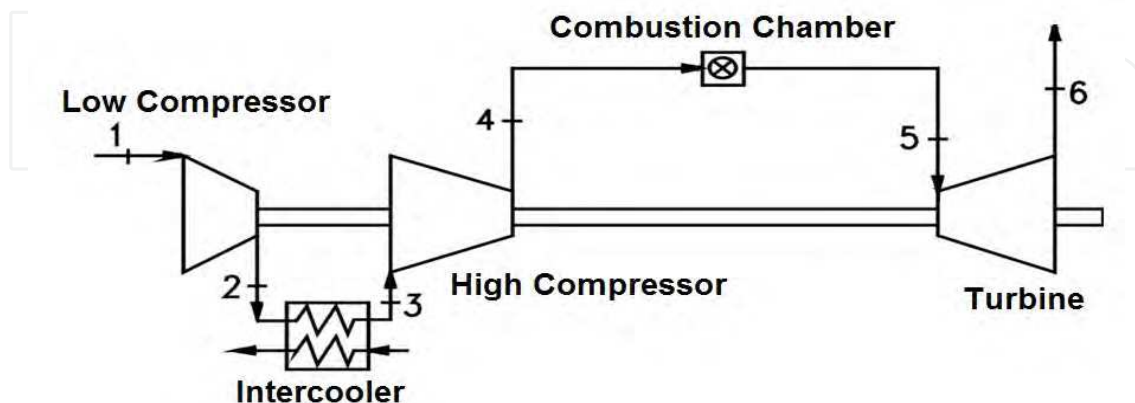 Combustion Chamber
Low Compressor
1
4
6
5
2
3
High Compressor
Turbine
Intercooler